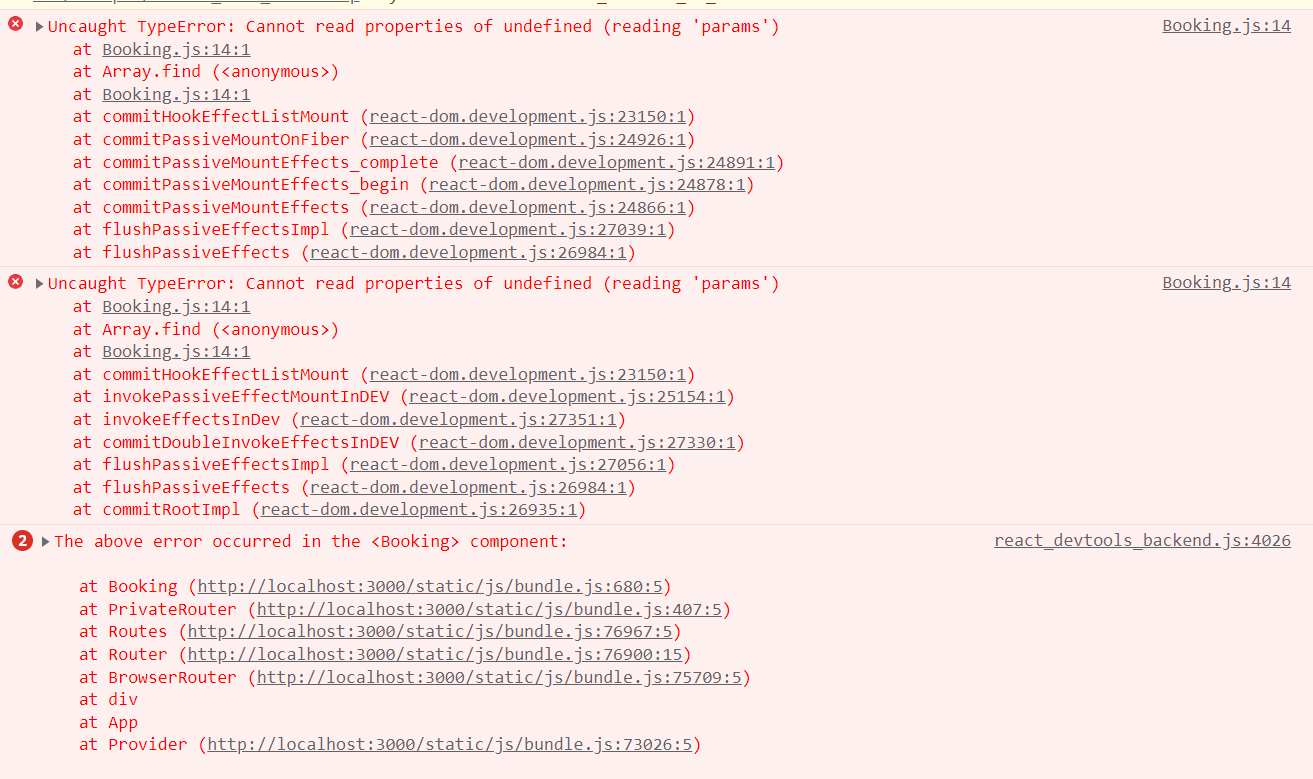 Uncaught TypeError: Cannot read properties of undefined (reading 'params') Booking.js:14
at Booking.js:14:1
at Array.find (<anonymous>)
at Booking.js:14:1
at commitHookEffectListMount (react-dom.development.js:23150:1)
at commitPassiveMountOnFiber (react-dom.development.js:24926:1)
at commitPassiveMountEffects_complete (react-dom.development.js:24891:1)
at commitPassiveMountEffects_begin (react-dom.development.js:24878:1)
at commitPassiveMountEffects (react-dom.development.js:24866:1)
at flushPassiveEffectsImpl (react-dom.development.js:27039:1)
at flushPassiveEffects (react-dom.development.js:26984:1)
Uncaught TypeError: Cannot read properties of undefined (reading 'params') Booking.js:14
at Booking.js:14:1
at Array.find (<anonymous>)
at Booking.js:14:1
at commitHookEffectListMount (react-dom.development.js:23150:1)
at invokePassiveEffectMountInDEV (react-dom.development.js:25154:1)
at invokeEffectsInDev (react-dom.development.js:27351:1)
at commitDoubleInvokeEffectsInDEV (react-dom.development.js:27330:1)
at flushPassiveEffectsImpl (react-dom.development.js:27056:1)
at flushPassiveEffects (react-dom.development.js:26984:1)
at commitRootImpl (react-dom.development.js:26935:1)
2 The above error occurred in the <Booking> component: react_devtools_backend.js:4026
at Booking (http://localhost:3000/static/js/bundle.js:680:5)
at PrivateRouter (http://localhost:3000/static/js/bundle.js:407:5)
at Routes (http://localhost:3000/static/js/bundle.js:76967:5)
at Router (http://localhost:3000/static/js/bundle.js:76900:15)
at BrowserRouter (http://localhost:3000/static/js/bundle.js:75709:5)
at div
at App
at Provider (http://localhost:3000/static/js/bundle.js:73026:5)